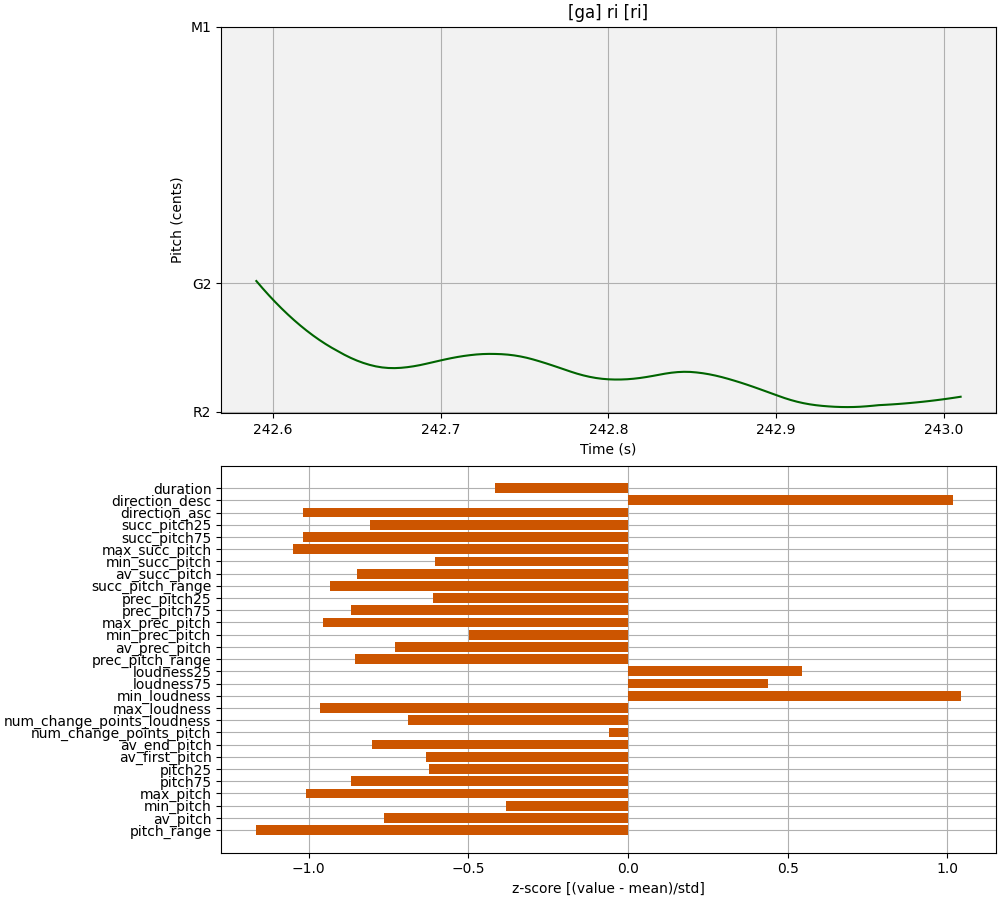 [ga] ri [ri]
M1
G2
R2
Pitch (cents)
242.6 242.7 242.8 242.9 243.0
Time (s)
duration
direction_desc
direction_asc
succ_pitch25
succ_pitch75
max_succ_pitch
min_succ_pitch
av_succ_pitch
succ_pitch_range
prec_pitch25
prec_pitch75
max_prec_pitch
min_prec_pitch
av_prec_pitch
prec_pitch_range
loudness25
loudness75
min_loudness
max_loudness
num_change_points_loudness
num_change_points_pitch
av_end_pitch
av_first_pitch
pitch25
pitch75
max_pitch
min_pitch
av_pitch
pitch_range
−1.0 −0.5 0.0 0.5 1.0
z-score [(value - mean)/std]